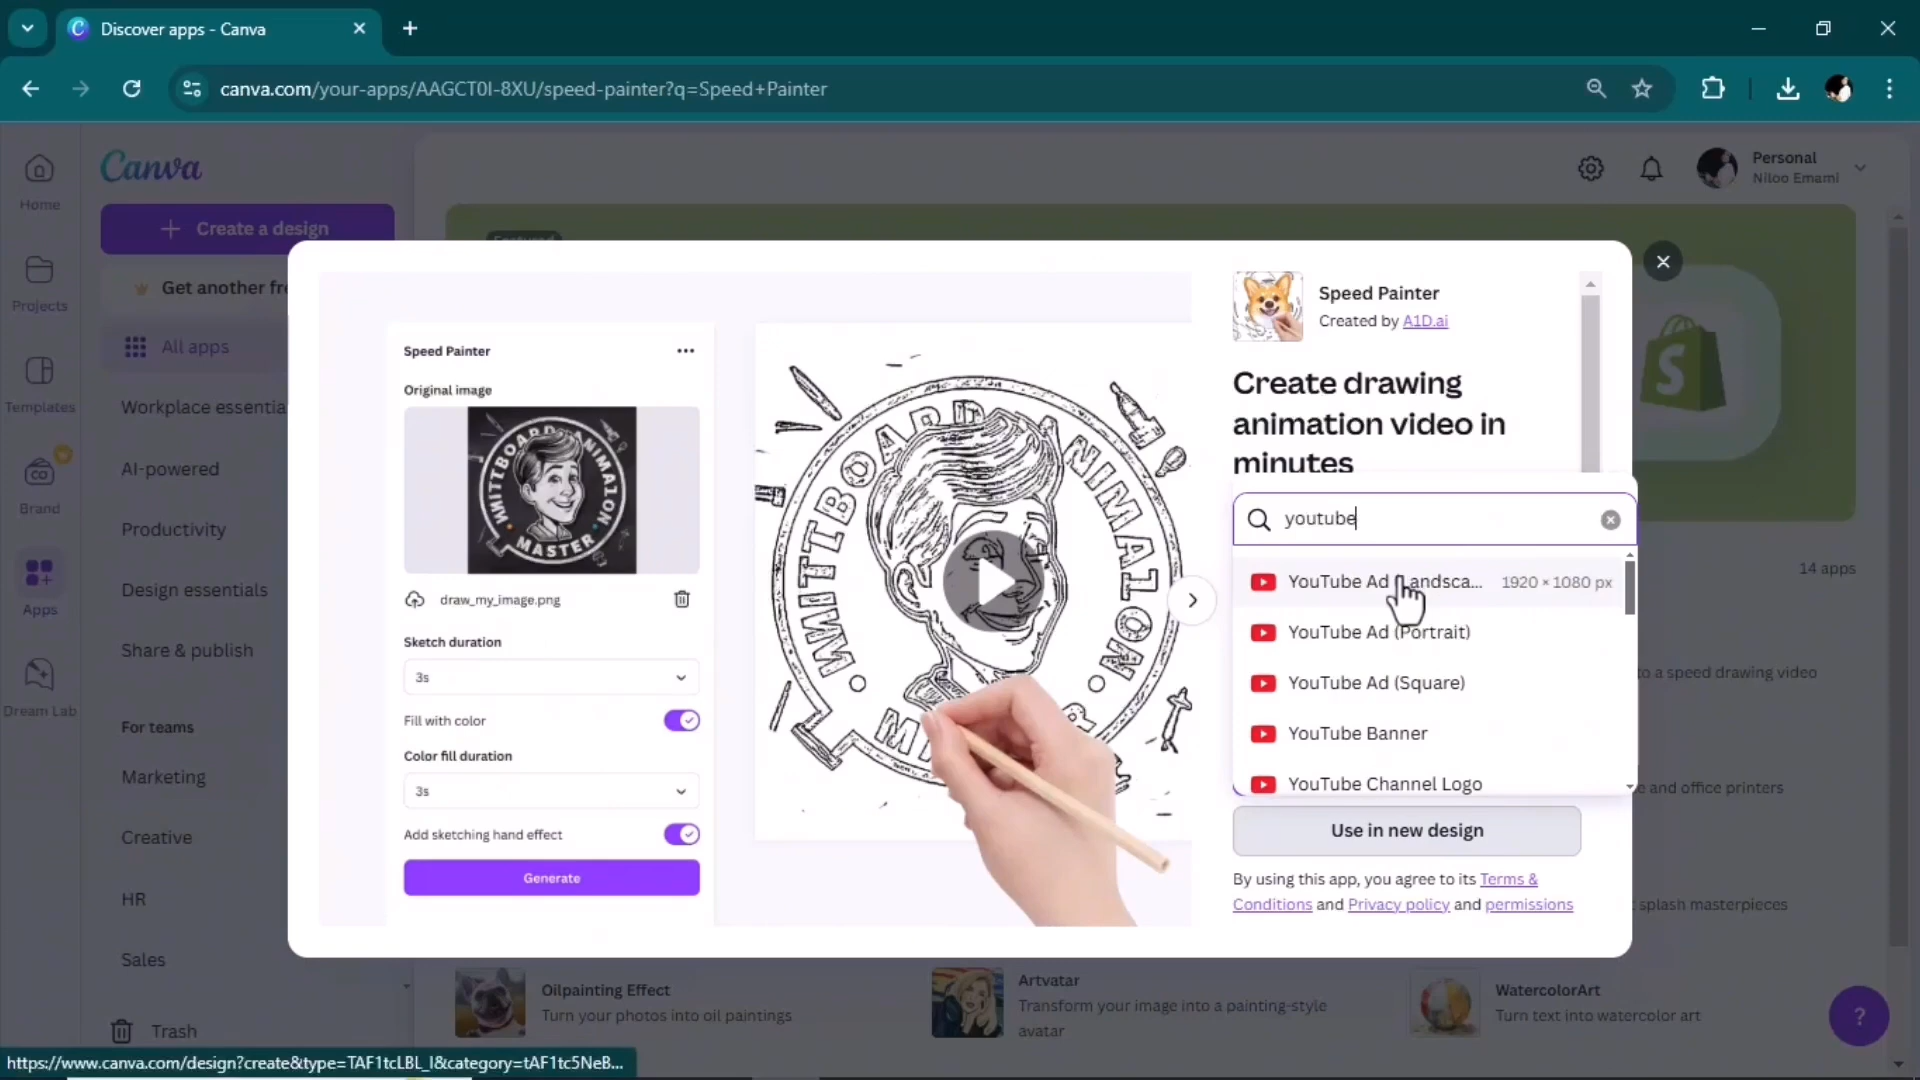 Discover apps - Canva
canva.com/your-apps/AAGCT0I-8XU/speed-painter?q=Speed+Painter
Canva
Personal
Niloo Emami
Home
Create a design
Featured
Get another fre
Projects
All apps
Templates
Workplace essentia
AI-powered
Brand
Productivity
Apps
Design essentials
Share & publish
Dream Lab
For teams
Marketing
Creative
HR
Sales
Trash
Speed Painter
Original image
WHITTBOARD ANIMA1ON
MASTER
draw_my_image.png
Sketch duration
3s
Fill with color
Color fill duration
3s
Add sketching hand effect
Generate
Speed Painter
Created by A1D.ai
Create drawing
animation video in
minutes
youtube
YouTube Ad (Landsca... 1920 × 1080 px
YouTube Ad (Portrait)
YouTube Ad (Square)
YouTube Banner
YouTube Channel Logo
Use in new design
By using this app, you agree to its Terms &
Conditions and Privacy policy and permissions
14 apps
o a speed drawing video
e and office printers
splash masterpieces
Oilpainting Effect
Turn your photos into oil paintings
Artvatar
Transform your image into a painting-style
avatar
WatercolorArt
Turn text into watercolor art
?
https://www.canva.com/design?create&type=TAF1tcLBL_I&category=tAF1tc5NeB...